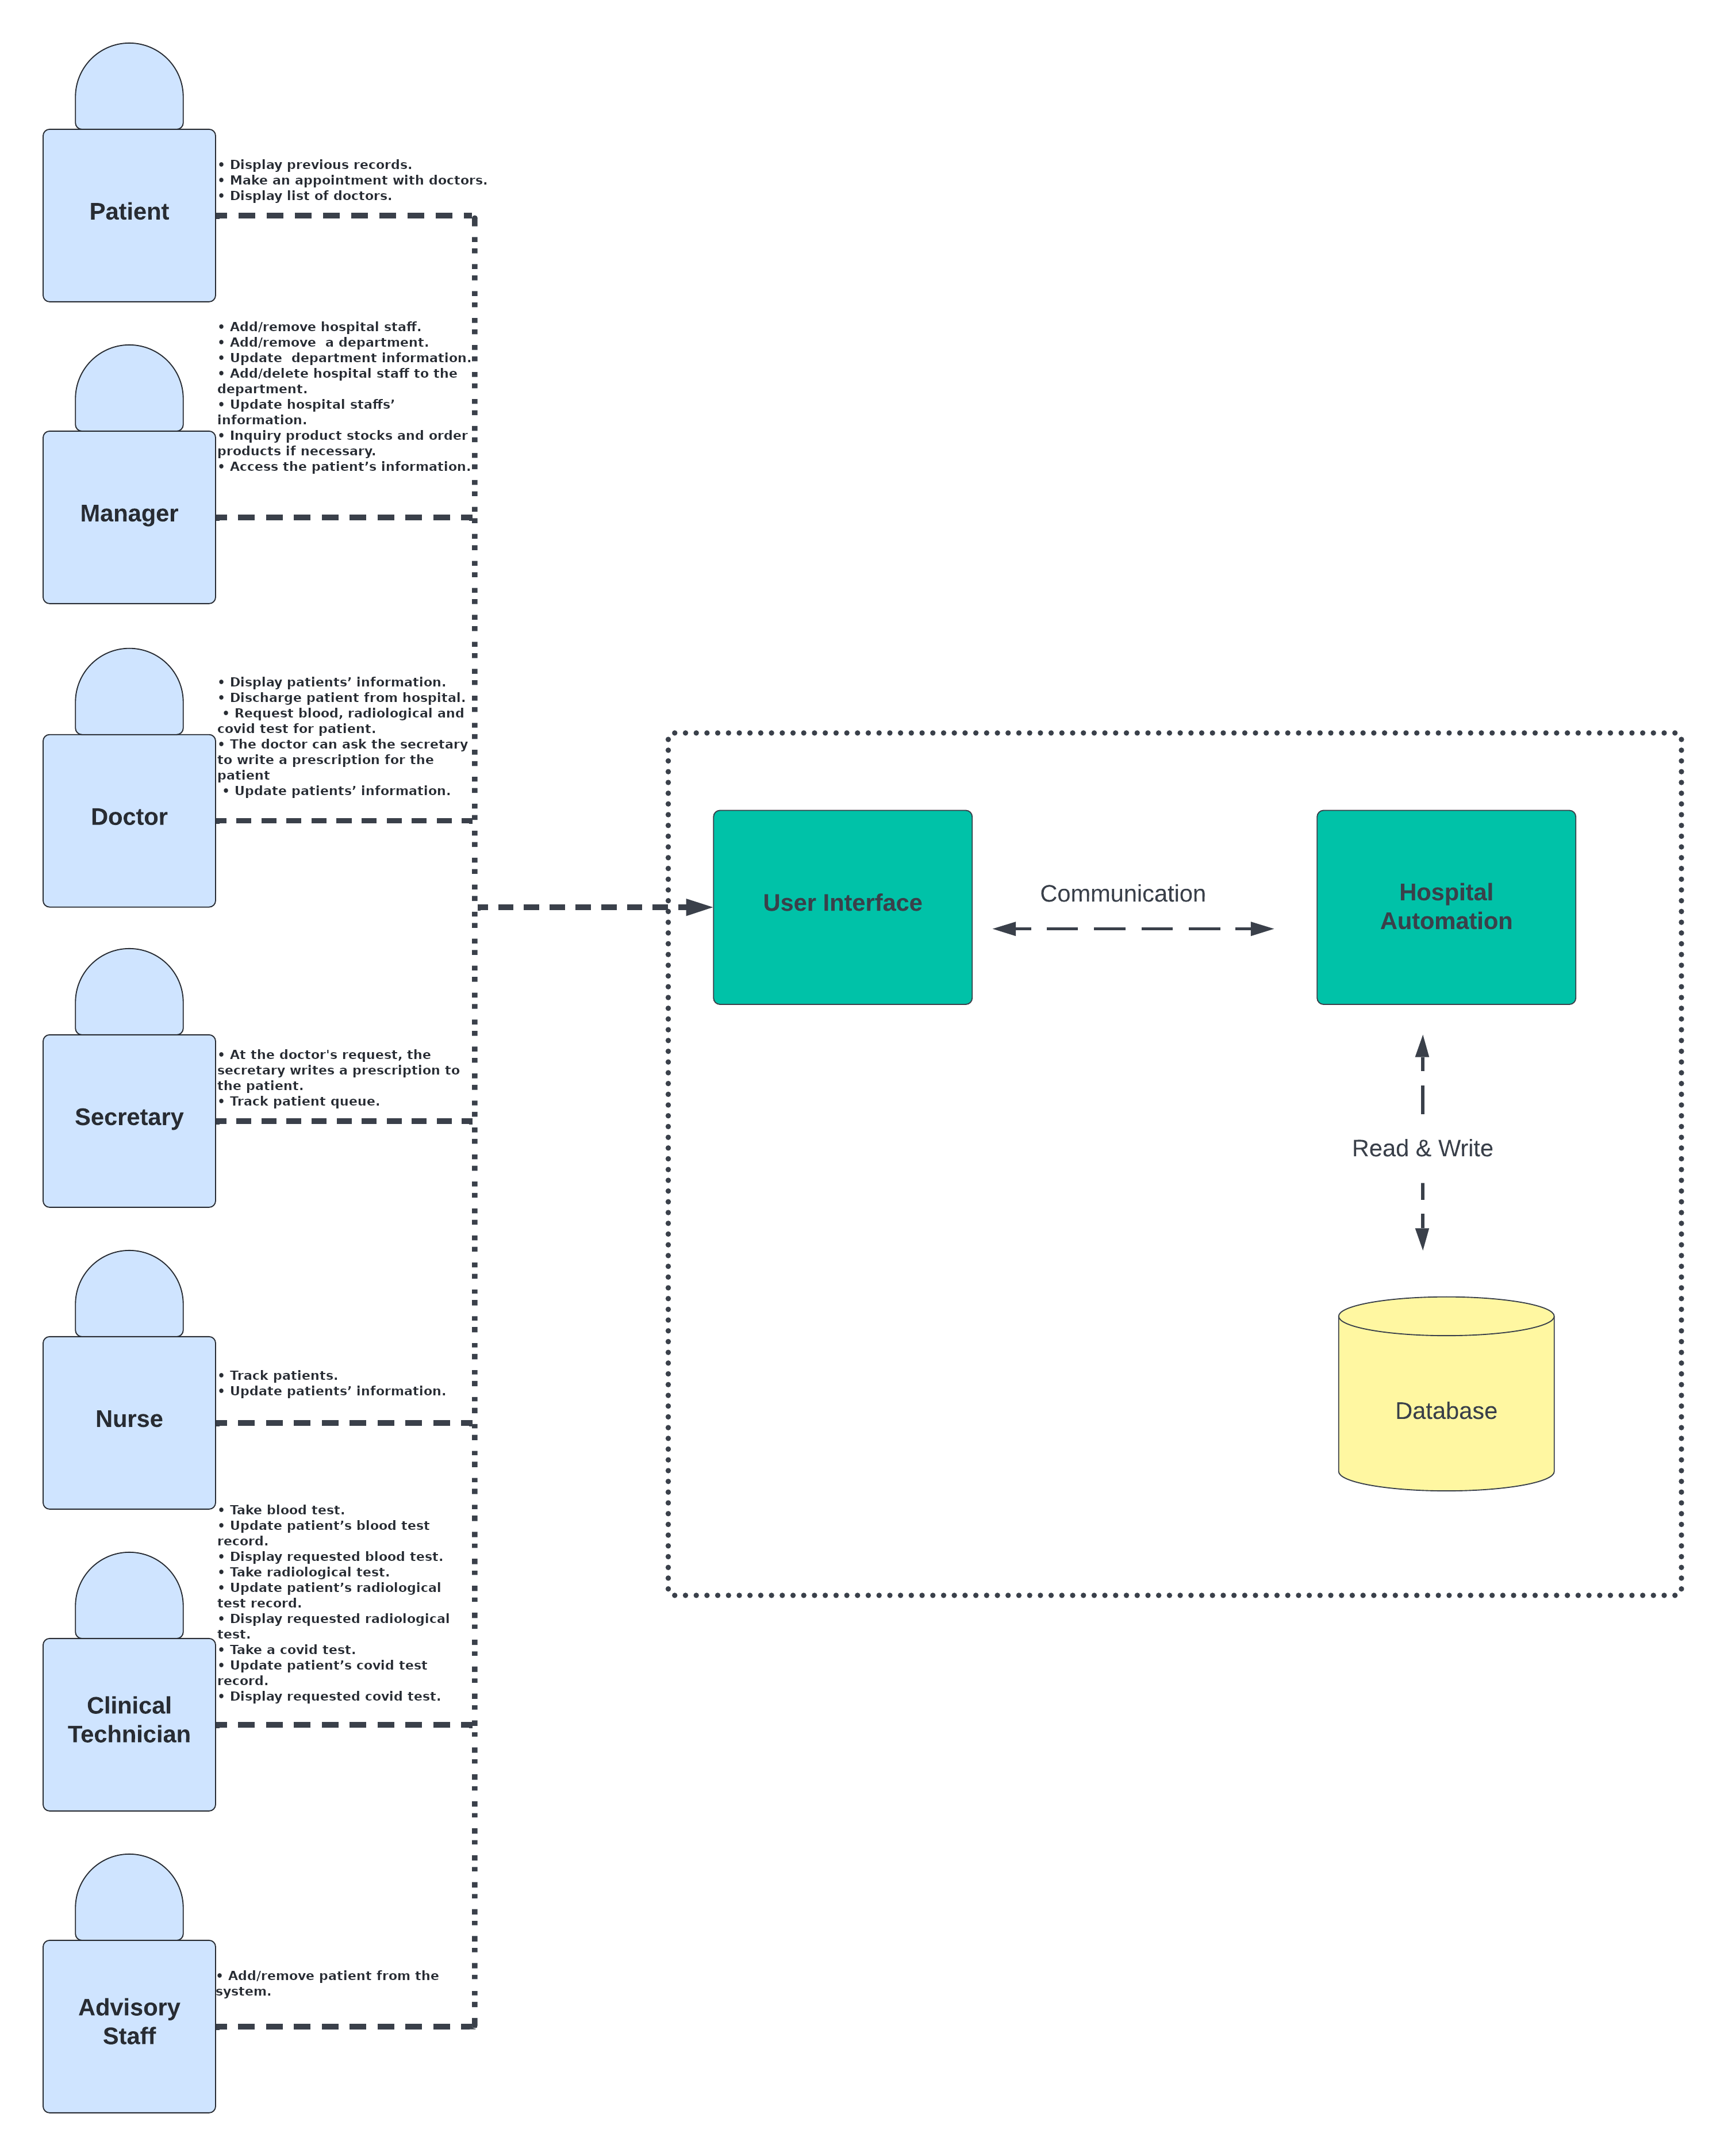 • Display previous records.
• Make an appointment with doctors.
• Display list of doctors.
Patient
• Add/remove hospital staff.
• Add/remove  a department.
• Update  department information.
• Add/delete hospital staff to the
department.
• Update hospital staffs’
information.
• Inquiry product stocks and order
products if necessary.
• Access the patient’s information.
Manager
• Display patients’ information.
• Discharge patient from hospital.
• Request blood, radiological and
covid test for patient.
• The doctor can ask the secretary
to write a prescription for the
patient
• Update patients’ information.
Doctor
User Interface
Communication
Hospital
Automation
• At the doctor's request, the
secretary writes a prescription to
the patient.
• Track patient queue.
Secretary
Read & Write
• Track patients.
• Update patients’ information.
Nurse
Database
• Take blood test.
• Update patient’s blood test
record.
• Display requested blood test.
• Take radiological test.
• Update patient’s radiological
test record.
• Display requested radiological
test.
• Take a covid test.
• Update patient’s covid test
record.
• Display requested covid test.
Clinical
Technician
• Add/remove patient from the
system.
Advisory
Staff